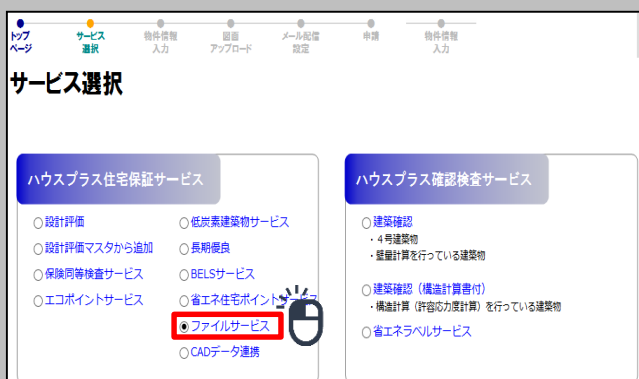 トップ
ページ
サービス
選択
物件情報
入力
図面
アップロード
メール配信
設定
申請
物件情報
入力
サービス選択
ハウスプラス住宅保証サービス
設計評価
設計評価マスタから追加
保険同等検査サービス
エコポイントサービス
低炭素建築物サービス
長期優良
BELSサービス
省エネ住宅ポイントサービス
ファイルサービス
CADデータ連携
ハウスプラス確認検査サービス
建築確認
・4号建築物
・壁量計算を行っている建築物
建築確認（構造計算書付）
・構造計算（許容応力度計算）を行っている建築物
省エネラベルサービス